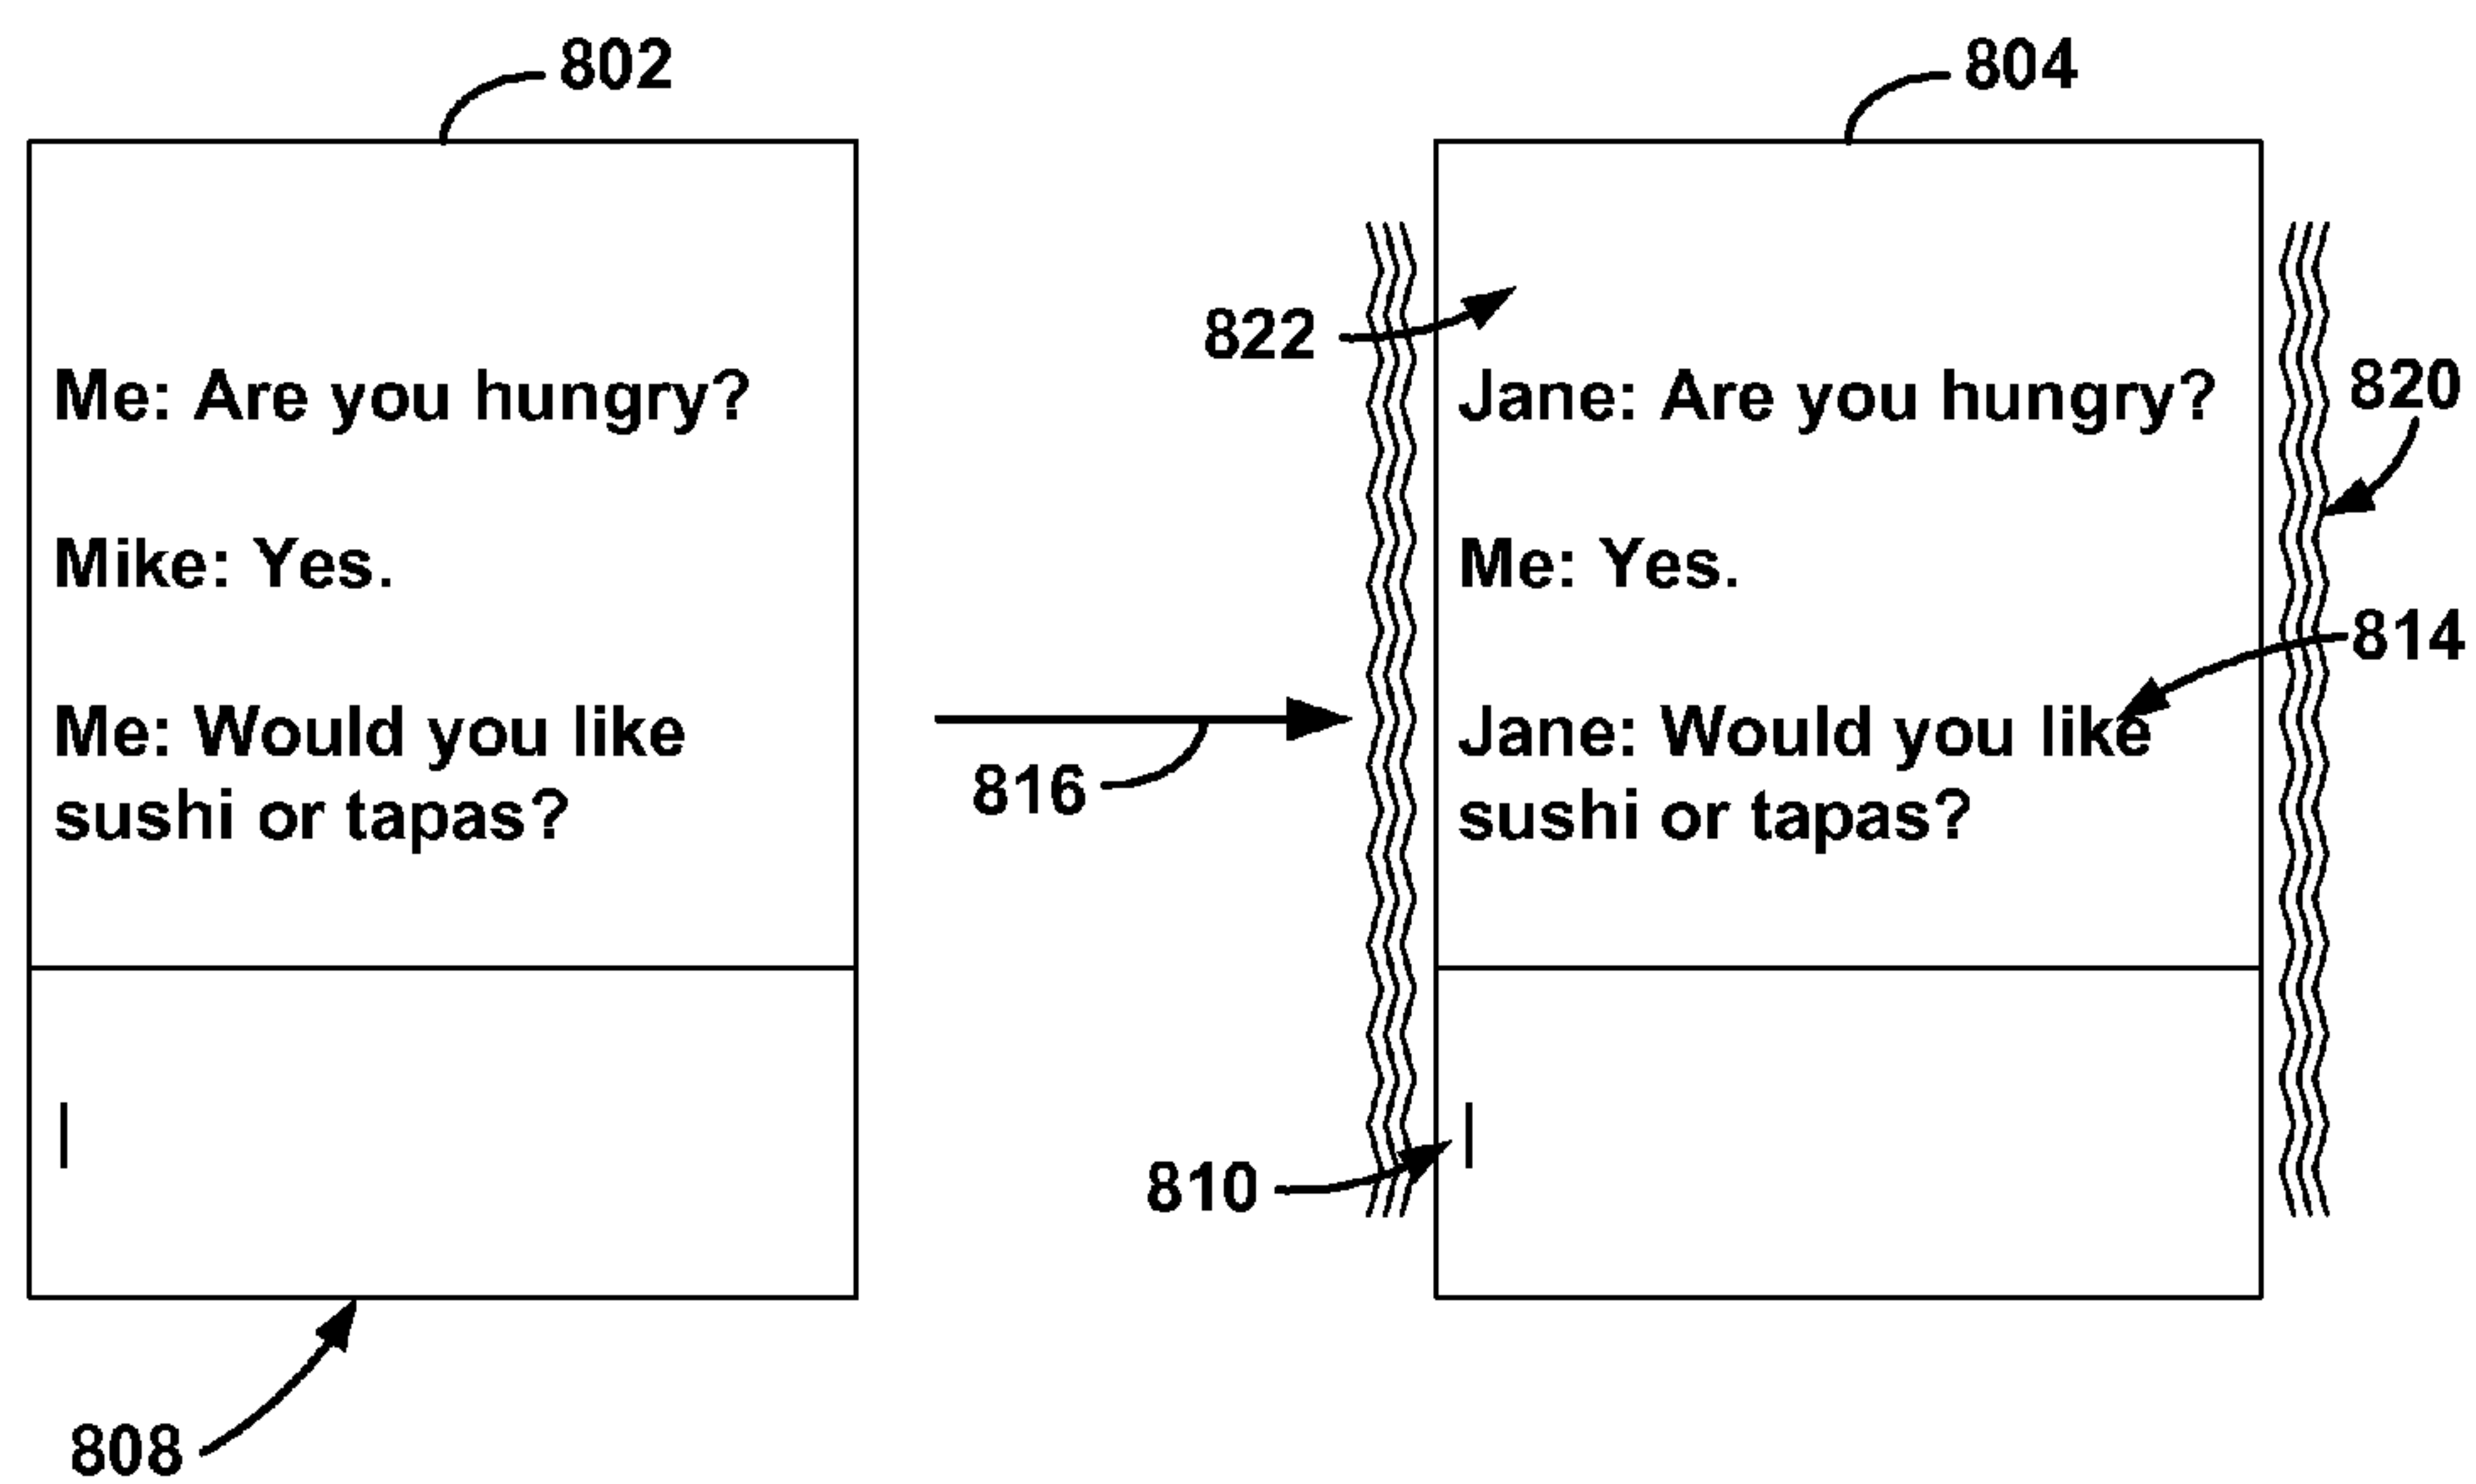 802
Me: Are you hungry?
Mike: Yes.
Me: Would you like
sushi or tapas?
808
816
804
822
Jane: Are you hungry?
820
Me: Yes.
814
Jane: Would you like
sushi or tapas?
810